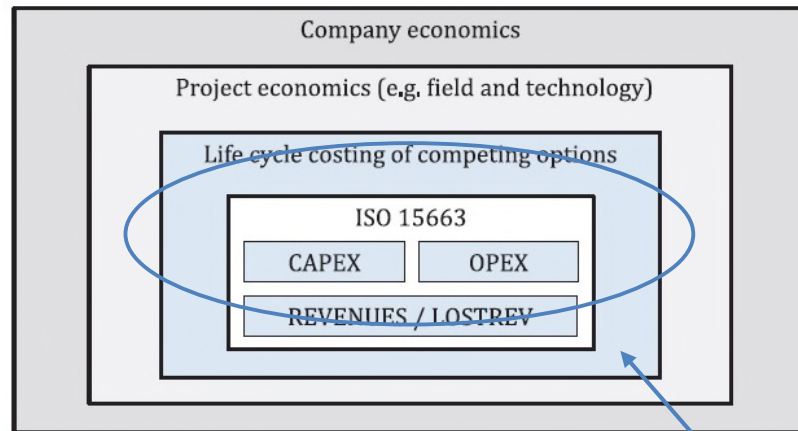 Company economics
Project economics (e.g. field and technology)
Life cycle costing of competing options
ISO 15663
CAPEX OPEX
REVENUES / LOSTREV